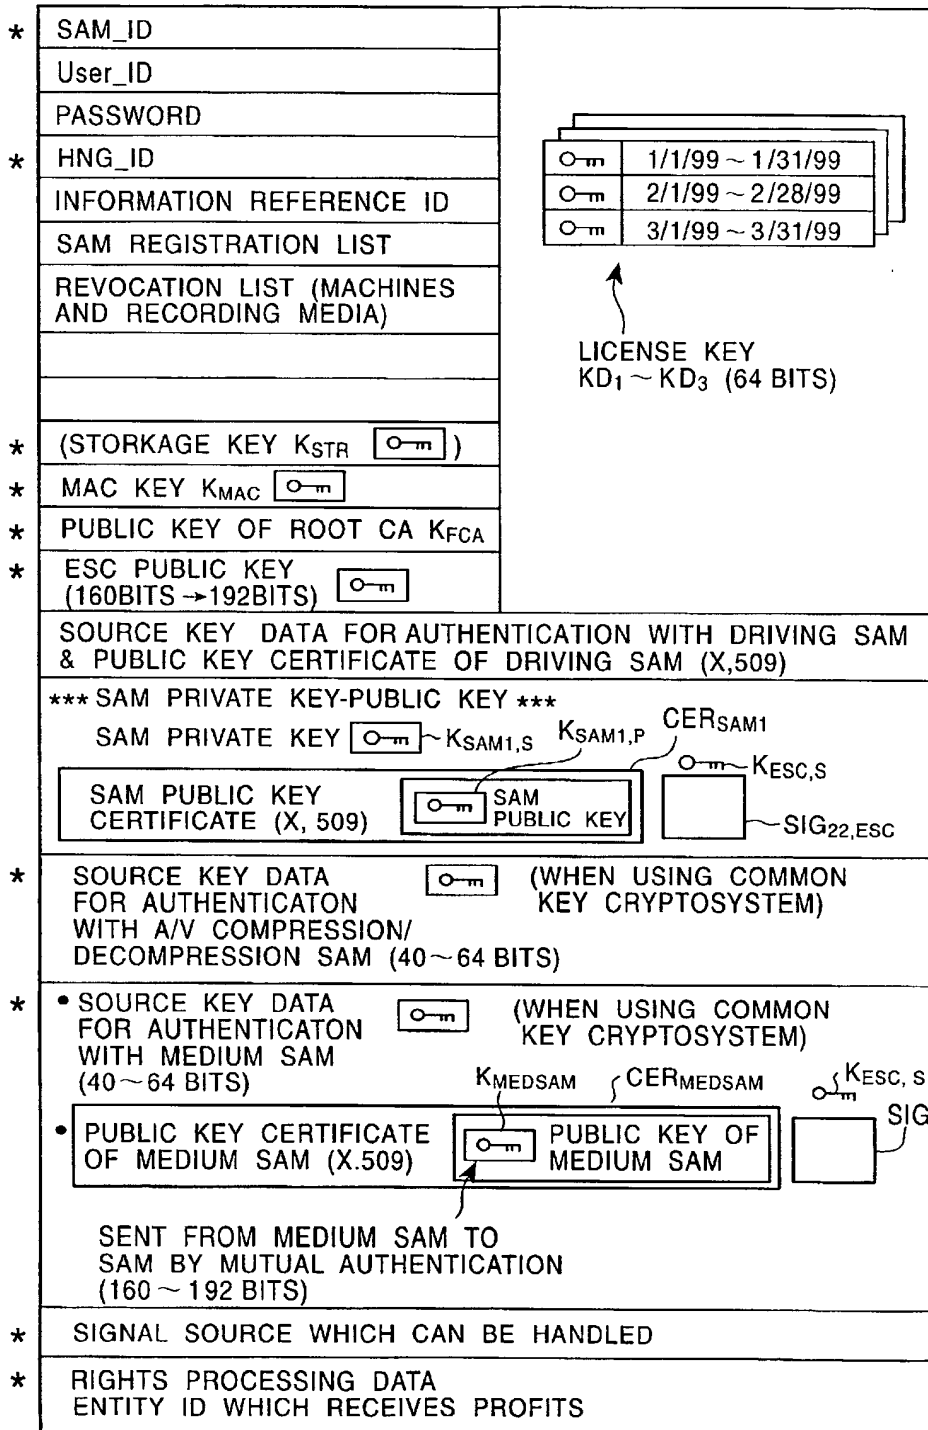 * SAM_ID
User_ID
PASSWORD
* HNG_ID
INFORMATION REFERENCE ID
SAM REGISTRATION LIST
REVOCATION LIST (MACHINES
AND RECORDING MEDIA)
1/1/99 ~ 1/31/99
2/1/99 ~ 2/28/99
3/1/99 ~ 3/31/99
LICENSE KEY
KD1 ~ KD3 (64 BITS)
* (STORKAGE KEY KSTR )
* MAC KEY KMAC
* PUBLIC KEY OF ROOT CA KFCA
* ESC PUBLIC KEY
(160BITS → 192BITS)
SOURCE KEY DATA FOR AUTHENTICATION WITH DRIVING SAM
& PUBLIC KEY CERTIFICATE OF DRIVING SAM (X,509)
*** SAM PRIVATE KEY-PUBLIC KEY ***
SAM PRIVATE KEY ~ KSAM1,S
KSAM1,P
CERSAM1
KESC,S
SAM PUBLIC KEY
CERTIFICATE (X, 509)
SAM
PUBLIC KEY
SIG22,ESC
* SOURCE KEY DATA
FOR AUTHENTICATON
WITH A/V COMPRESSION/
DECOMPRESSION SAM (40 ~ 64 BITS)
(WHEN USING COMMON
KEY CRYPTOSYSTEM)
* • SOURCE KEY DATA
FOR AUTHENTICATON
WITH MEDIUM SAM
(40 ~ 64 BITS)
(WHEN USING COMMON
KEY CRYPTOSYSTEM)
KMEDSAM
CERMEDSAM
KESC, S
SIG
• PUBLIC KEY CERTIFICATE
OF MEDIUM SAM (X.509)
PUBLIC KEY OF
MEDIUM SAM
SENT FROM MEDIUM SAM TO
SAM BY MUTUAL AUTHENTICATION
(160 ~ 192 BITS)
* SIGNAL SOURCE WHICH CAN BE HANDLED
* RIGHTS PROCESSING DATA
ENTITY ID WHICH RECEIVES PROFITS